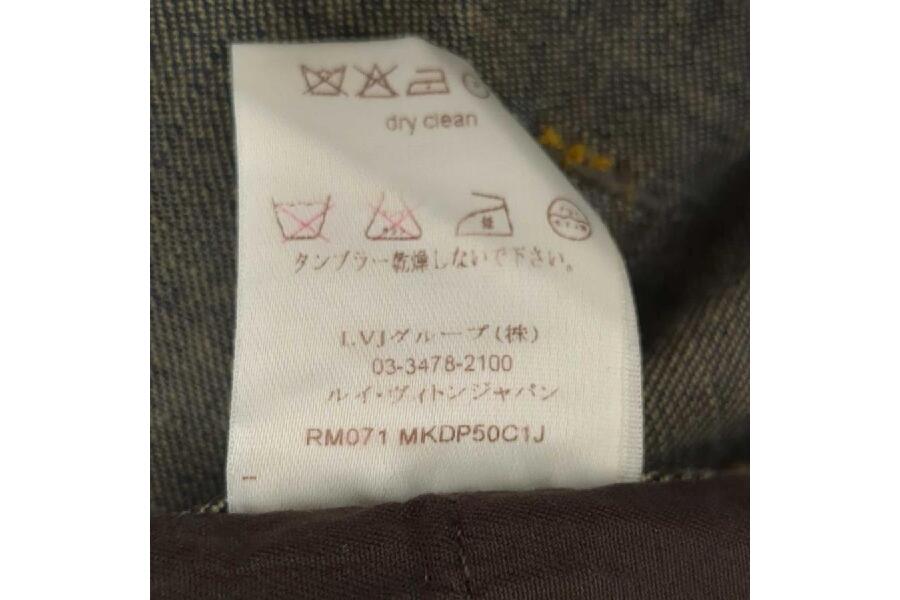 dry clean
タンブラー乾燥しないで下さい。
LVJグループ(株)
03-3478-2100
ルイ・ヴィトンジャパン
RM071 MKDP50C1J